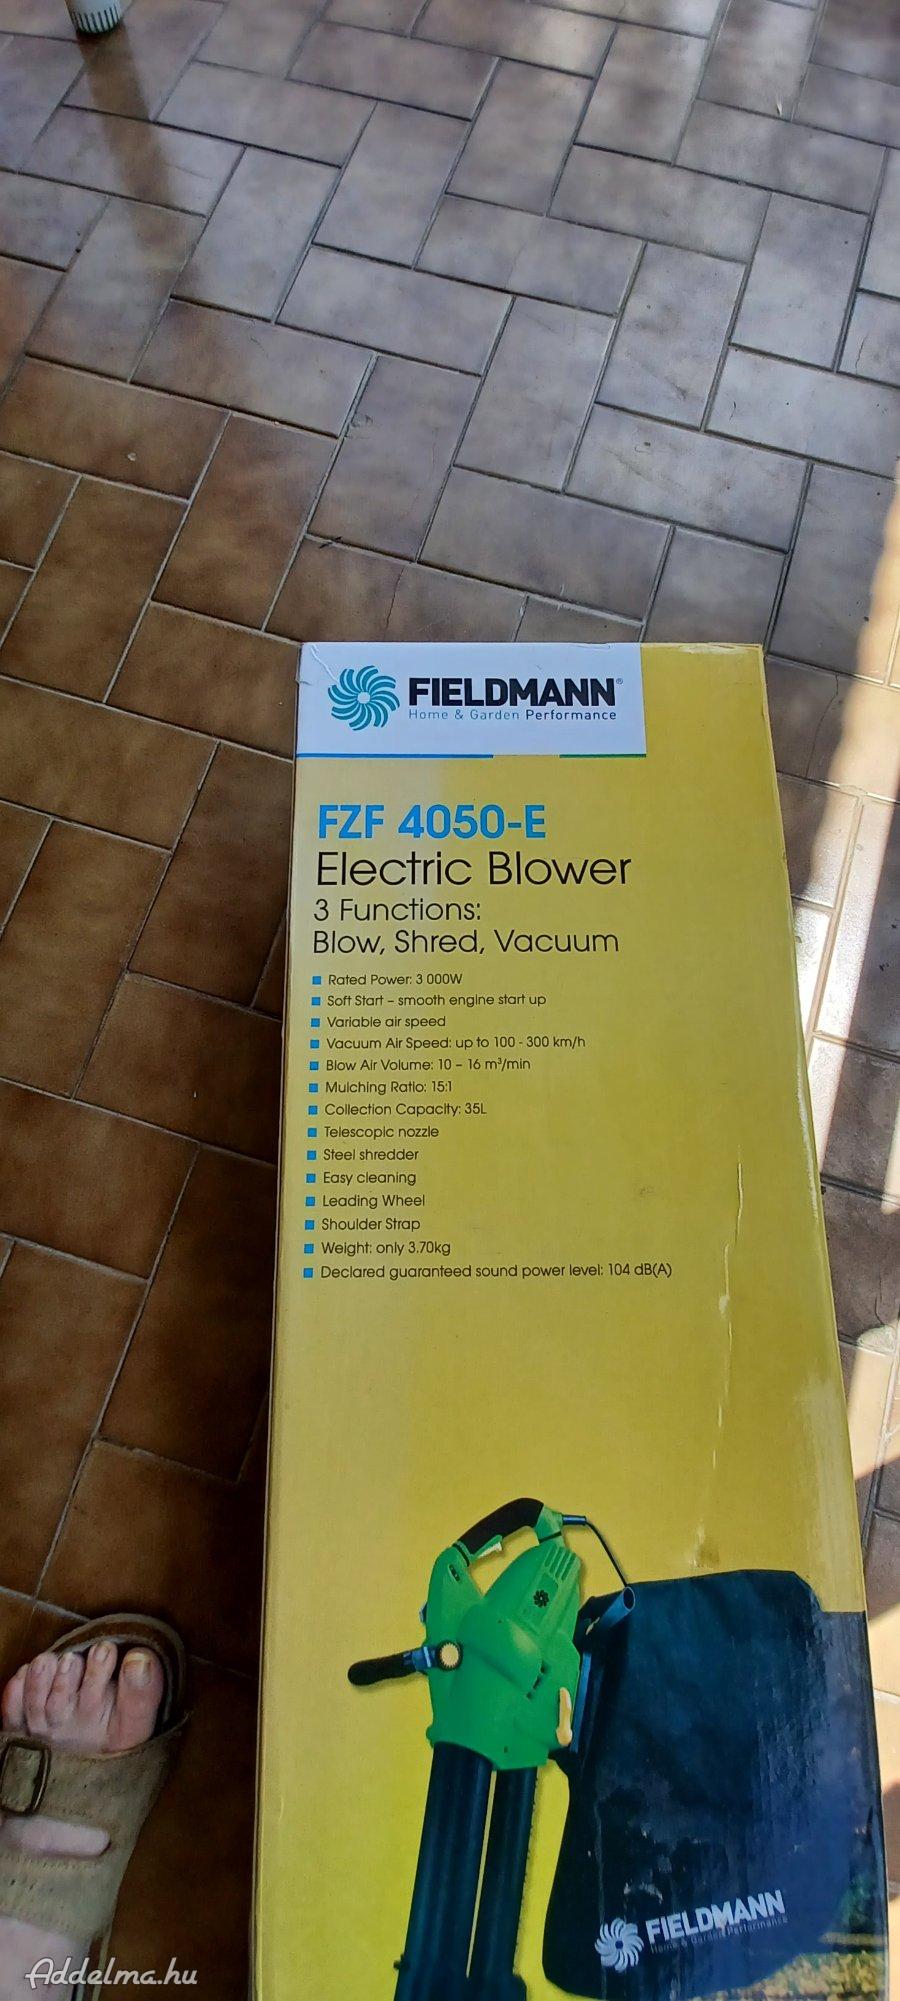 FIELDMANN®
Home & Garden Performance
FZF 4050-E
Electric Blower
3 Functions:
Blow, Shred, Vacuum
Rated Power: 3 000W
Soft Start – smooth engine start up
Variable air speed
Vacuum Air Speed: up to 100 - 300 km/h
Blow Air Volume: 10 – 16 m³/min
Mulching Ratio: 15:1
Collection Capacity: 35L
Telescopic nozzle
Steel shredder
Easy cleaning
Leading Wheel
Shoulder Strap
Weight: only 3.70kg
Declared guaranteed sound power level: 104 dB(A)
FIELDMANN
Home & Garden Performance
Addelma.hu